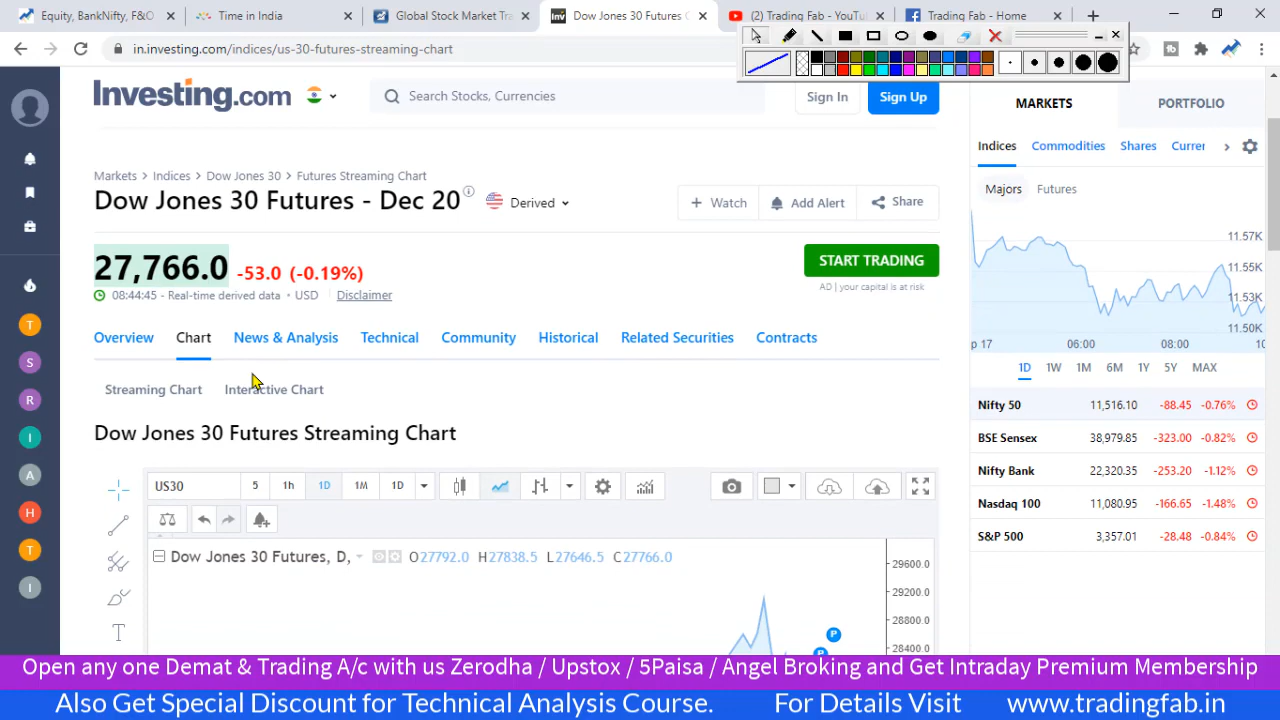 Equity, BankNifty, F&O
Time in India
Global Stock Market Tra
Dow Jones 30 Futures C
(2) Trading Fab - YouTu
Trading Fab - Home
in.investing.com/indices/us-30-futures-streaming-chart
Investing.com
Search Stocks, Currencies
Sign In
Sign Up
MARKETS
PORTFOLIO
Indices
Commodities
Shares
Curren
Majors
Futures
Markets
Indices
Dow Jones 30
Futures Streaming Chart
Dow Jones 30 Futures - Dec 20
Derived
+ Watch
Add Alert
Share
27,766.0 -53.0 (-0.19%)
START TRADING
AD | your capital is at risk
08:44:45 - Real-time derived data • USD Disclaimer
11.57K
11.55K
11.53K
11.50K
Overview
Chart
News & Analysis
Technical
Community
Historical
Related Securities
Contracts
p 17
06:00
08:00
10
1D 1W 1M 6M 1Y 5Y MAX
Streaming Chart
Interactive Chart
Dow Jones 30 Futures Streaming Chart
Nifty 50 11,516.10 -88.45 -0.76%
BSE Sensex 38,979.85 -323.00 -0.82%
Nifty Bank 22,320.35 -253.20 -1.12%
Nasdaq 100 11,080.95 -166.65 -1.48%
S&P 500 3,357.01 -28.48 -0.84%
US30 5 1h 1D 1M 1D
Dow Jones 30 Futures, D, O27792.0 H27838.5 L27646.5 C27766.0
T
S
R
I
A
H
T
I
T
29600.0
29200.0
28800.0
28400.0
P
P
Open any one Demat & Trading A/c with us Zerodha / Upstox / 5Paisa / Angel Broking and Get Intraday Premium Membership
Also Get Special Discount for Technical Analysis Course. For Details Visit www.tradingfab.in